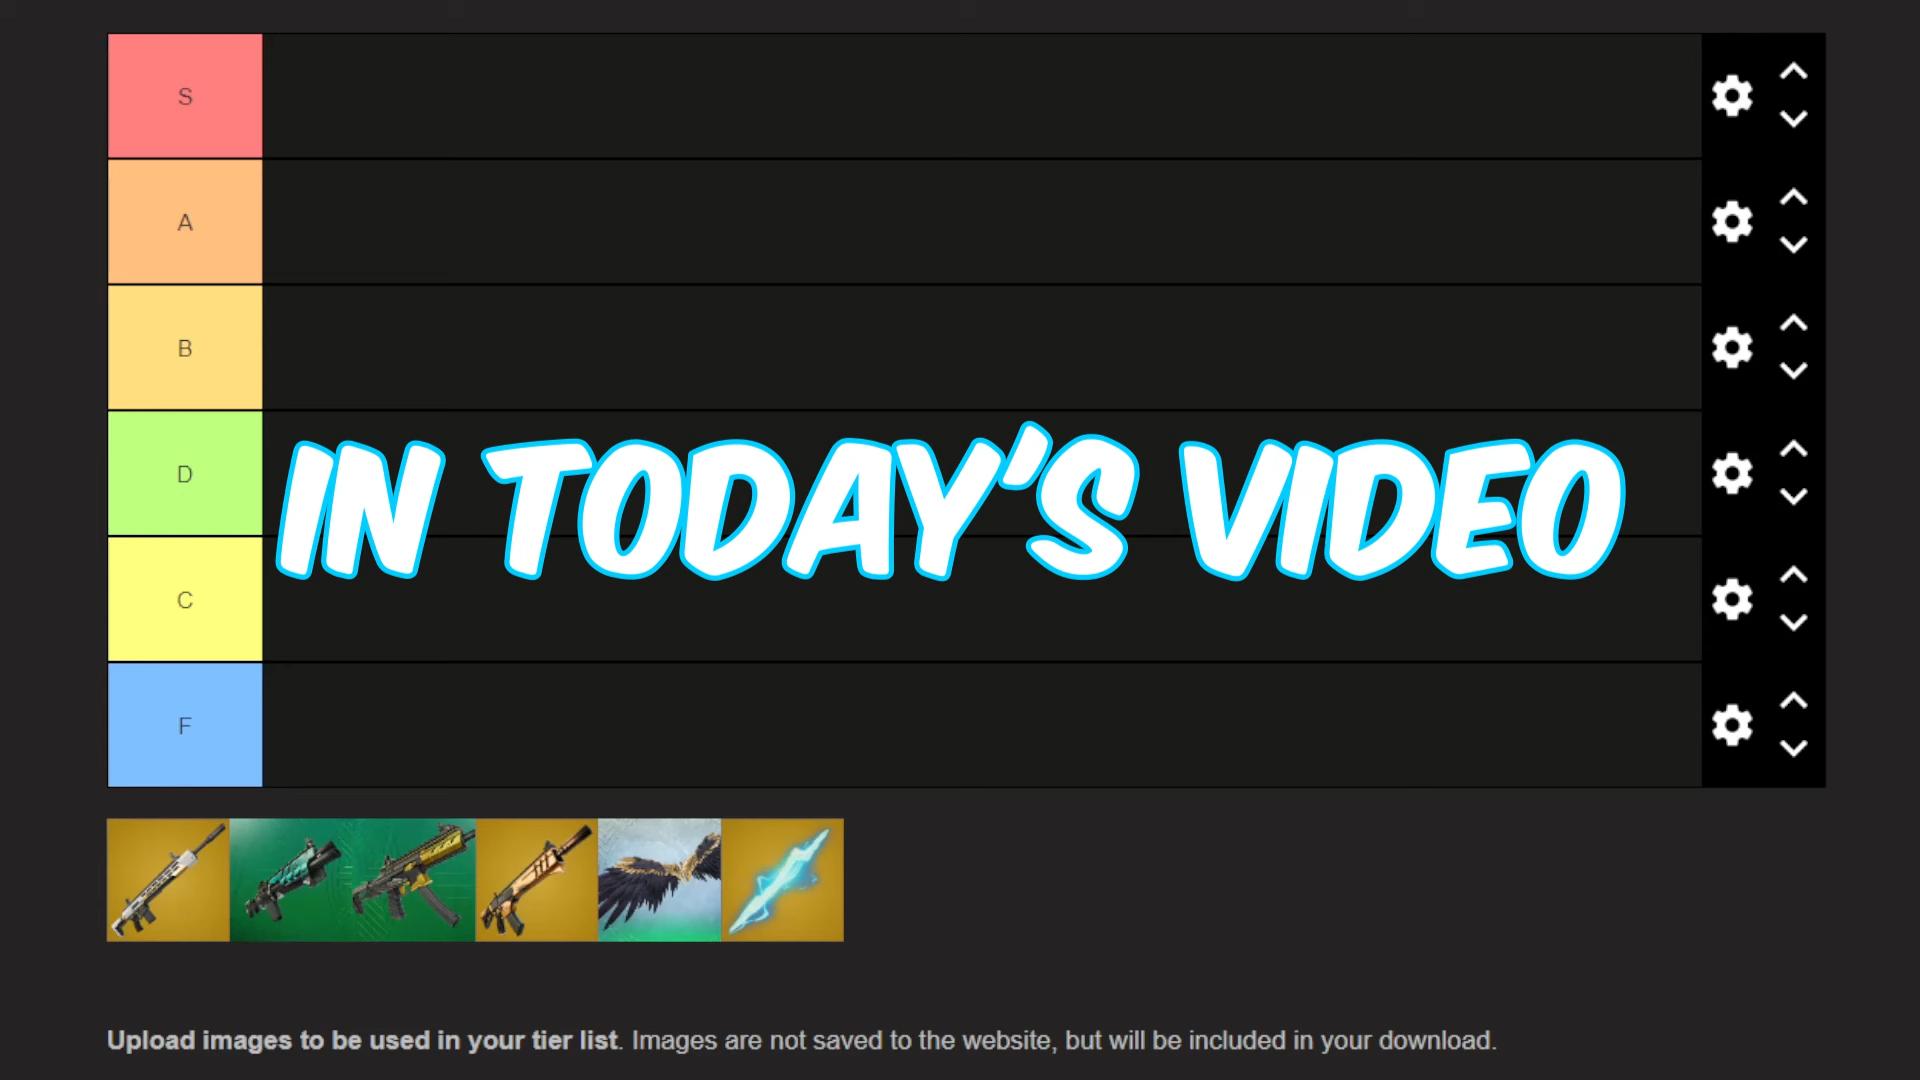 S
A
B
D
IN TODAY'S VIDEO
C
F
Upload images to be used in your tier list. Images are not saved to the website, but will be included in your download.